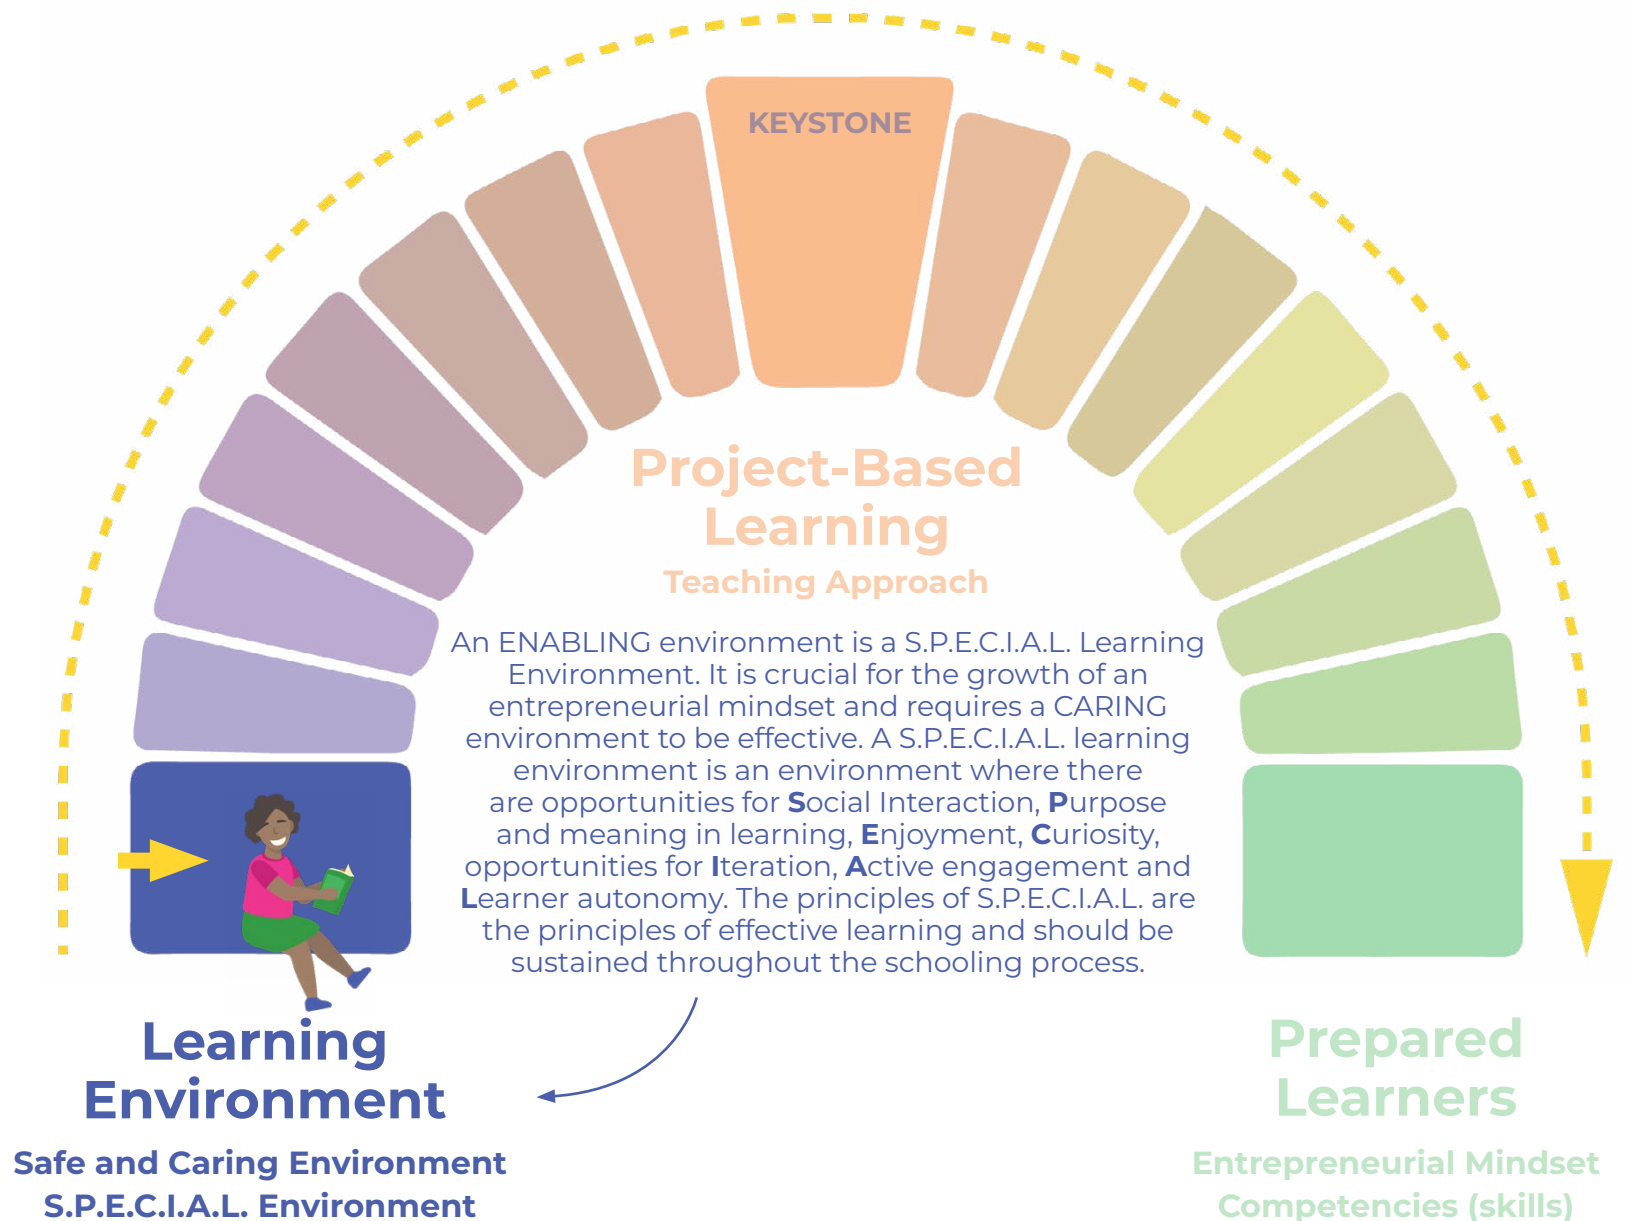 KEYSTONE
Project-Based
Learning
Teaching Approach
An ENABLING environment is a S.P.E.C.I.A.L. Learning
Environment. It is crucial for the growth of an
entrepreneurial mindset and requires a CARING
environment to be effective. A S.P.E.C.I.A.L. learning
environment is an environment where there
are opportunities for Social Interaction, Purpose
and meaning in learning, Enjoyment, Curiosity,
opportunities for Iteration, Active engagement and
Learner autonomy. The principles of S.P.E.C.I.A.L. are
the principles of effective learning and should be
sustained throughout the schooling process.
Learning
Environment
Safe and Caring Environment
S.P.E.C.I.A.L. Environment
Prepared
Learners
Entrepreneurial Mindset
Competencies (skills)